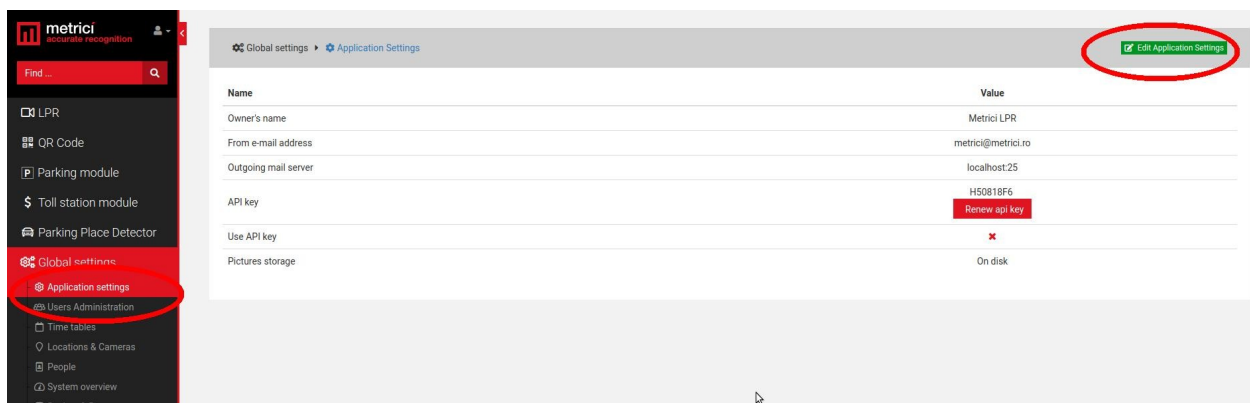 metrici
accurate recognition
Find ...
LPR
QR Code
Parking module
Toll station module
Parking Place Detector
Global settings
Application settings
Users Administration
Time tables
Locations & Cameras
People
System overview
Global settings Application Settings
Edit Application Settings
Name Value
Owner's name Metrici LPR
From e-mail address metrici@metrici.ro
Outgoing mail server localhost:25
API key H50818F6
Renew api key
Use API key
Pictures storage On disk